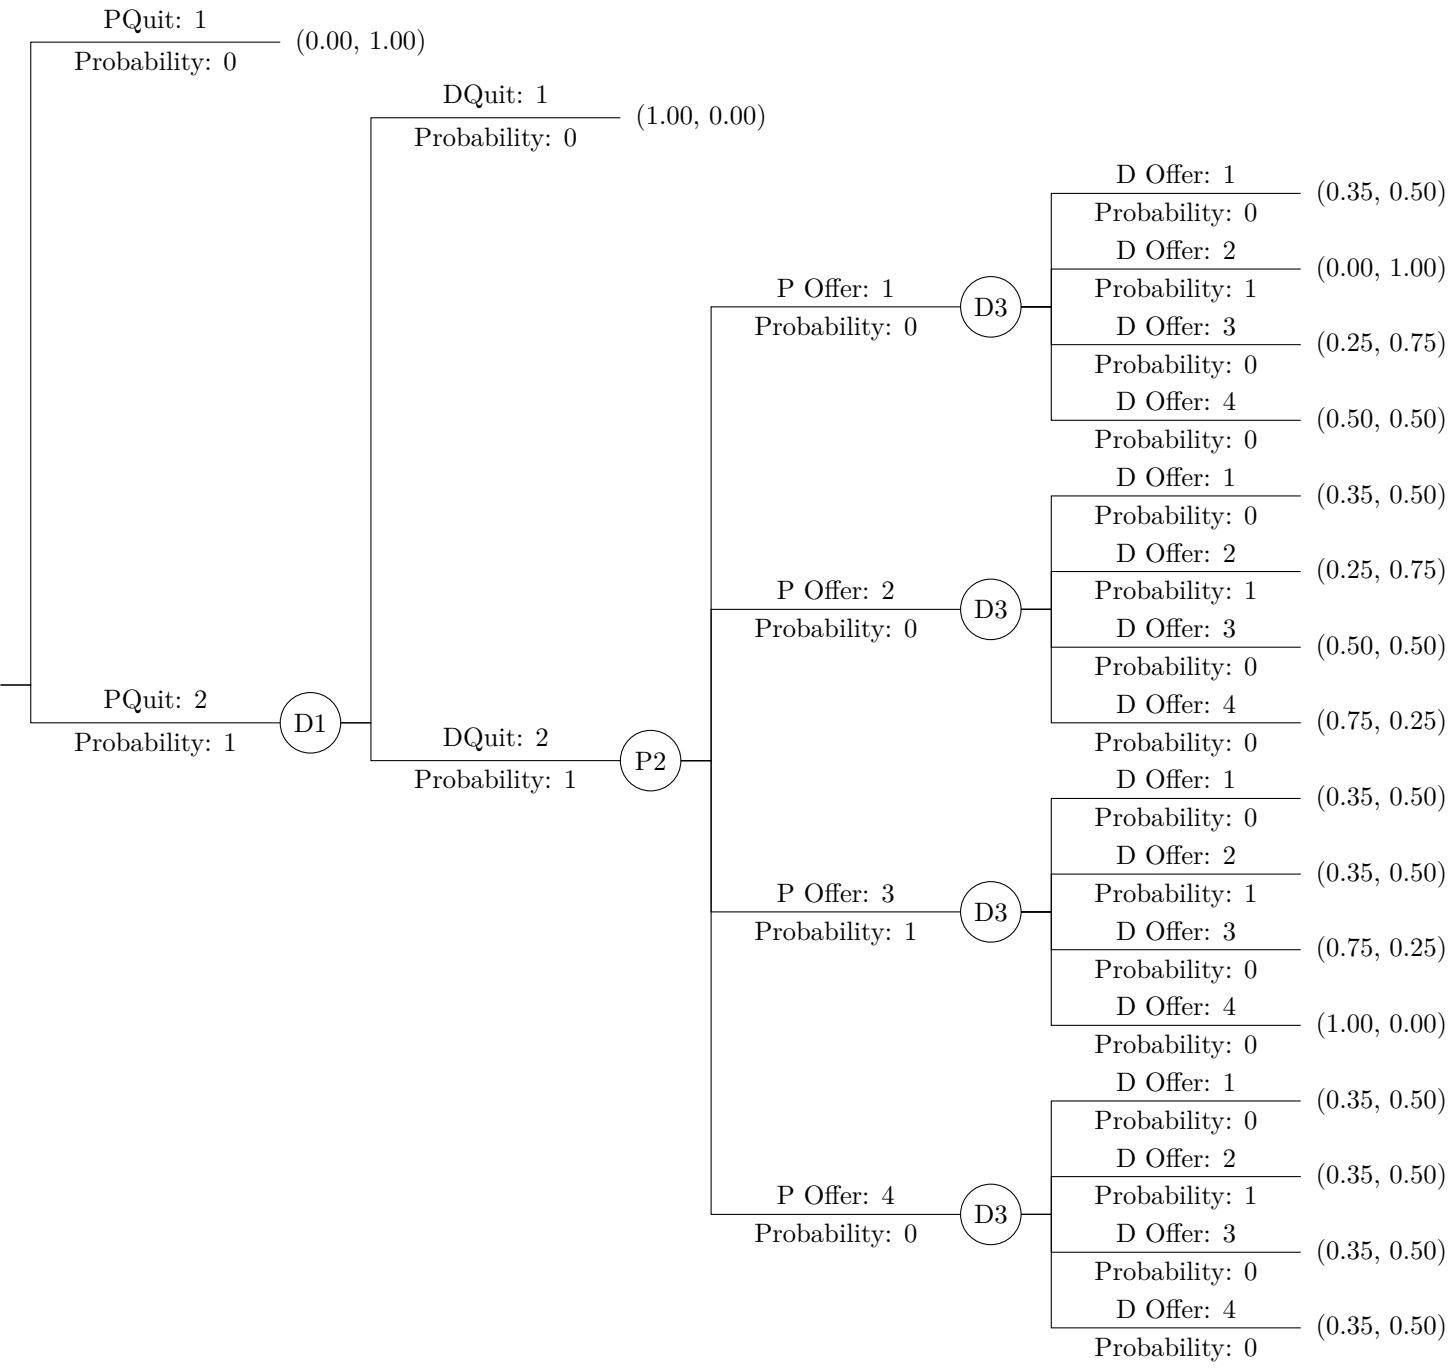 PQuit: 1
(0.00, 1.00)
Probability: 0
DQuit: 1
(1.00, 0.00)
Probability: 0
D Offer: 1
(0.35, 0.50)
Probability: 0
D Offer: 2
(0.00, 1.00)
P Offer: 1
Probability: 1
D3
Probability: 0
D Offer: 3
(0.25, 0.75)
Probability: 0
D Offer: 4
(0.50, 0.50)
Probability: 0
D Offer: 1
(0.35, 0.50)
Probability: 0
D Offer: 2
(0.25, 0.75)
P Offer: 2
Probability: 1
D3
Probability: 0
D Offer: 3
(0.50, 0.50)
Probability: 0
PQuit: 2
D Offer: 4
(0.75, 0.25)
D1
Probability: 1
DQuit: 2
Probability: 0
P2
Probability: 1
D Offer: 1
(0.35, 0.50)
Probability: 0
D Offer: 2
(0.35, 0.50)
P Offer: 3
Probability: 1
D3
Probability: 1
D Offer: 3
(0.75, 0.25)
Probability: 0
D Offer: 4
(1.00, 0.00)
Probability: 0
D Offer: 1
(0.35, 0.50)
Probability: 0
D Offer: 2
(0.35, 0.50)
P Offer: 4
Probability: 1
D3
Probability: 0
D Offer: 3
(0.35, 0.50)
Probability: 0
D Offer: 4
(0.35, 0.50)
Probability: 0